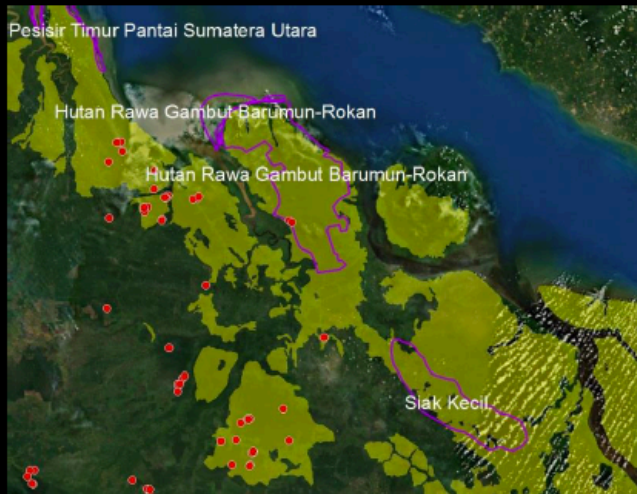 Pesisir Timur Pantai Sumatera Utara
Hutan Rawa Gambut Barumun-Rokan
Hutan Rawa Gambut Barumun-Rokan
Siak Kecil